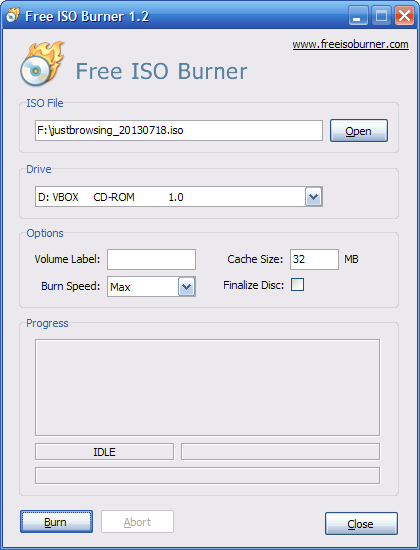 Free ISO Burner 1.2
www.freeisoburner.com
Free ISO Burner
ISO File
F:\justbrowsing_20130718.iso
Open
Drive
D: VBOX CD-ROM 1.0
Options
Volume Label: Cache Size: 32 MB
Burn Speed: Max Finalize Disc:
Progress
IDLE
Burn Abort Close